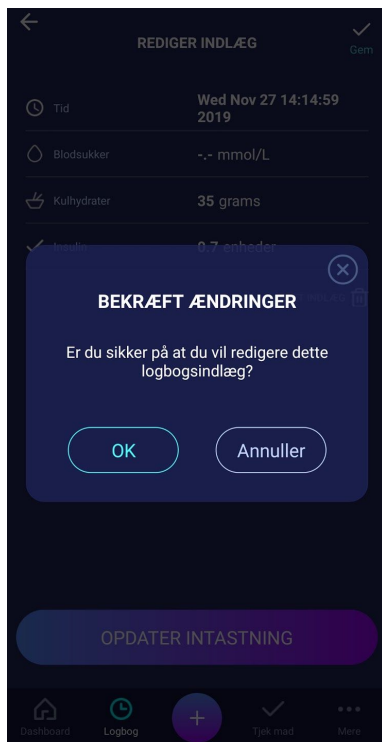 REDIGER INDLÆG
Gem
Tid
Wed Nov 27 14:14:59
2019
Blodsukker
-.- mmol/L
Kulhydrater
35 grams
Insulin
0.7 enheder
BEKRÆFT ÆNDRINGER
Er du sikker på at du vil redigere dette
logbogsindlæg?
OK
Annuller
OPDATER INTASTNING
Dashboard
Logbog
+
Tjek mad
Mere